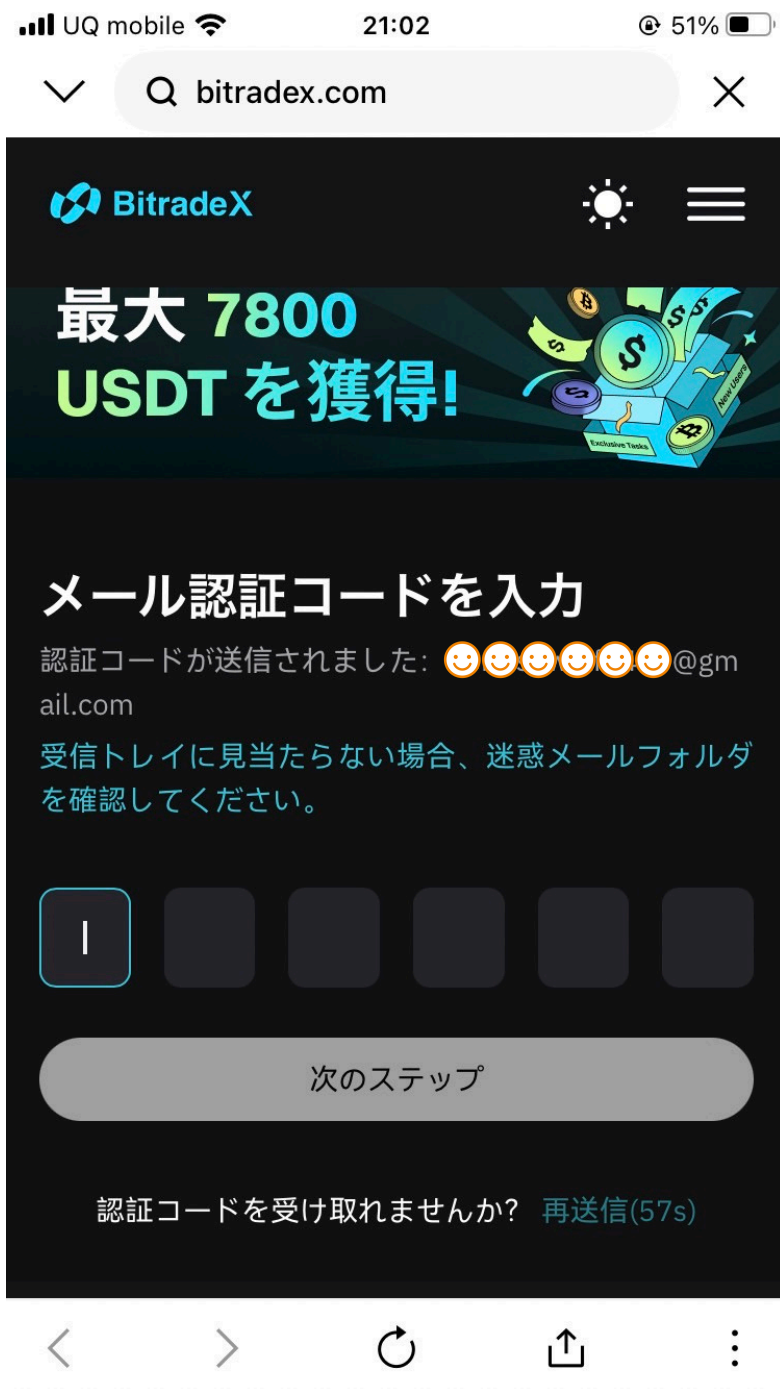 UQ mobile 21:02 51%
bitradex.com
BitradeX
最大 7800
USDT を獲得!
New Users
Exclusive Tasks
メール認証コードを入力
認証コードが送信されました: @gm
ail.com
受信トレイに見当たらない場合、迷惑メールフォルダ
を確認してください。
次のステップ
認証コードを受け取れませんか? 再送信(57s)